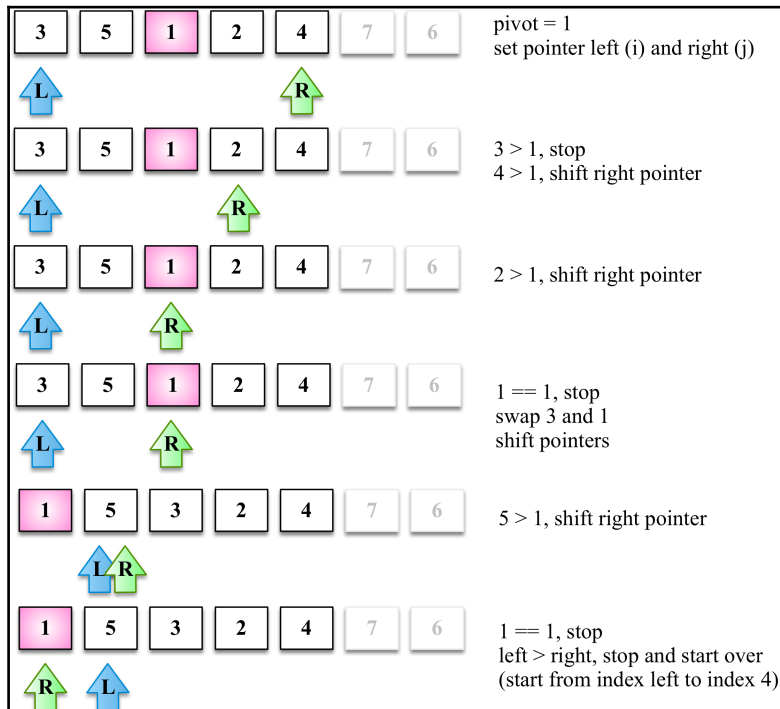 3 5 1 2 4 7 6
pivot = 1
set pointer left (i) and right (j)
L R
3 5 1 2 4 7 6
3 > 1, stop
4 > 1, shift right pointer
L R
3 5 1 2 4 7 6
2 > 1, shift right pointer
L R
3 5 1 2 4 7 6
1 == 1, stop
swap 3 and 1
shift pointers
L R
1 5 3 2 4 7 6
5 > 1, shift right pointer
L R
1 5 3 2 4 7 6
1 == 1, stop
left > right, stop and start over
(start from index left to index 4)
R L